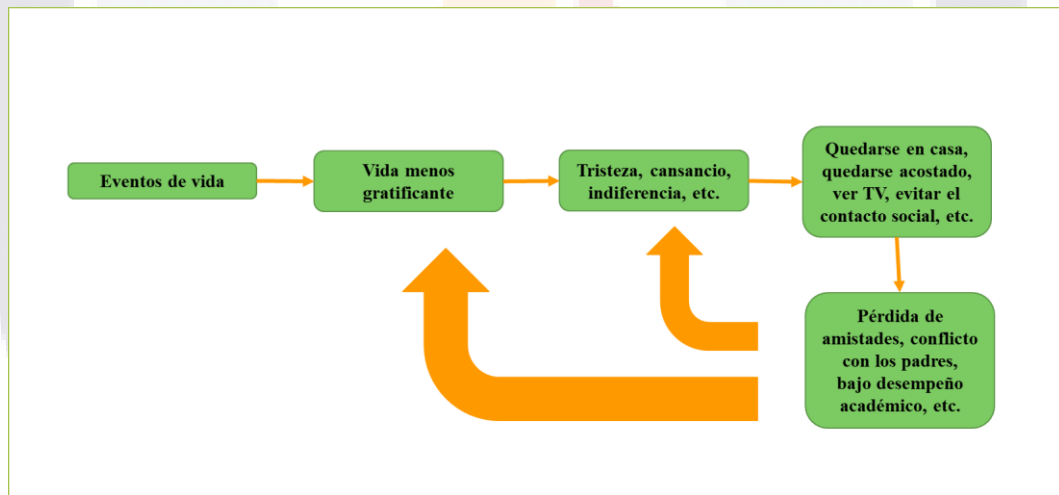 Eventos de vida
Vida menos
gratificante
Tristeza, cansancio,
indiferencia, etc.
Quedarse en casa,
quedarse acostado,
ver TV, evitar el
contacto social, etc.
Pérdida de
amistades, conflicto
con los padres,
bajo desempeño
académico, etc.